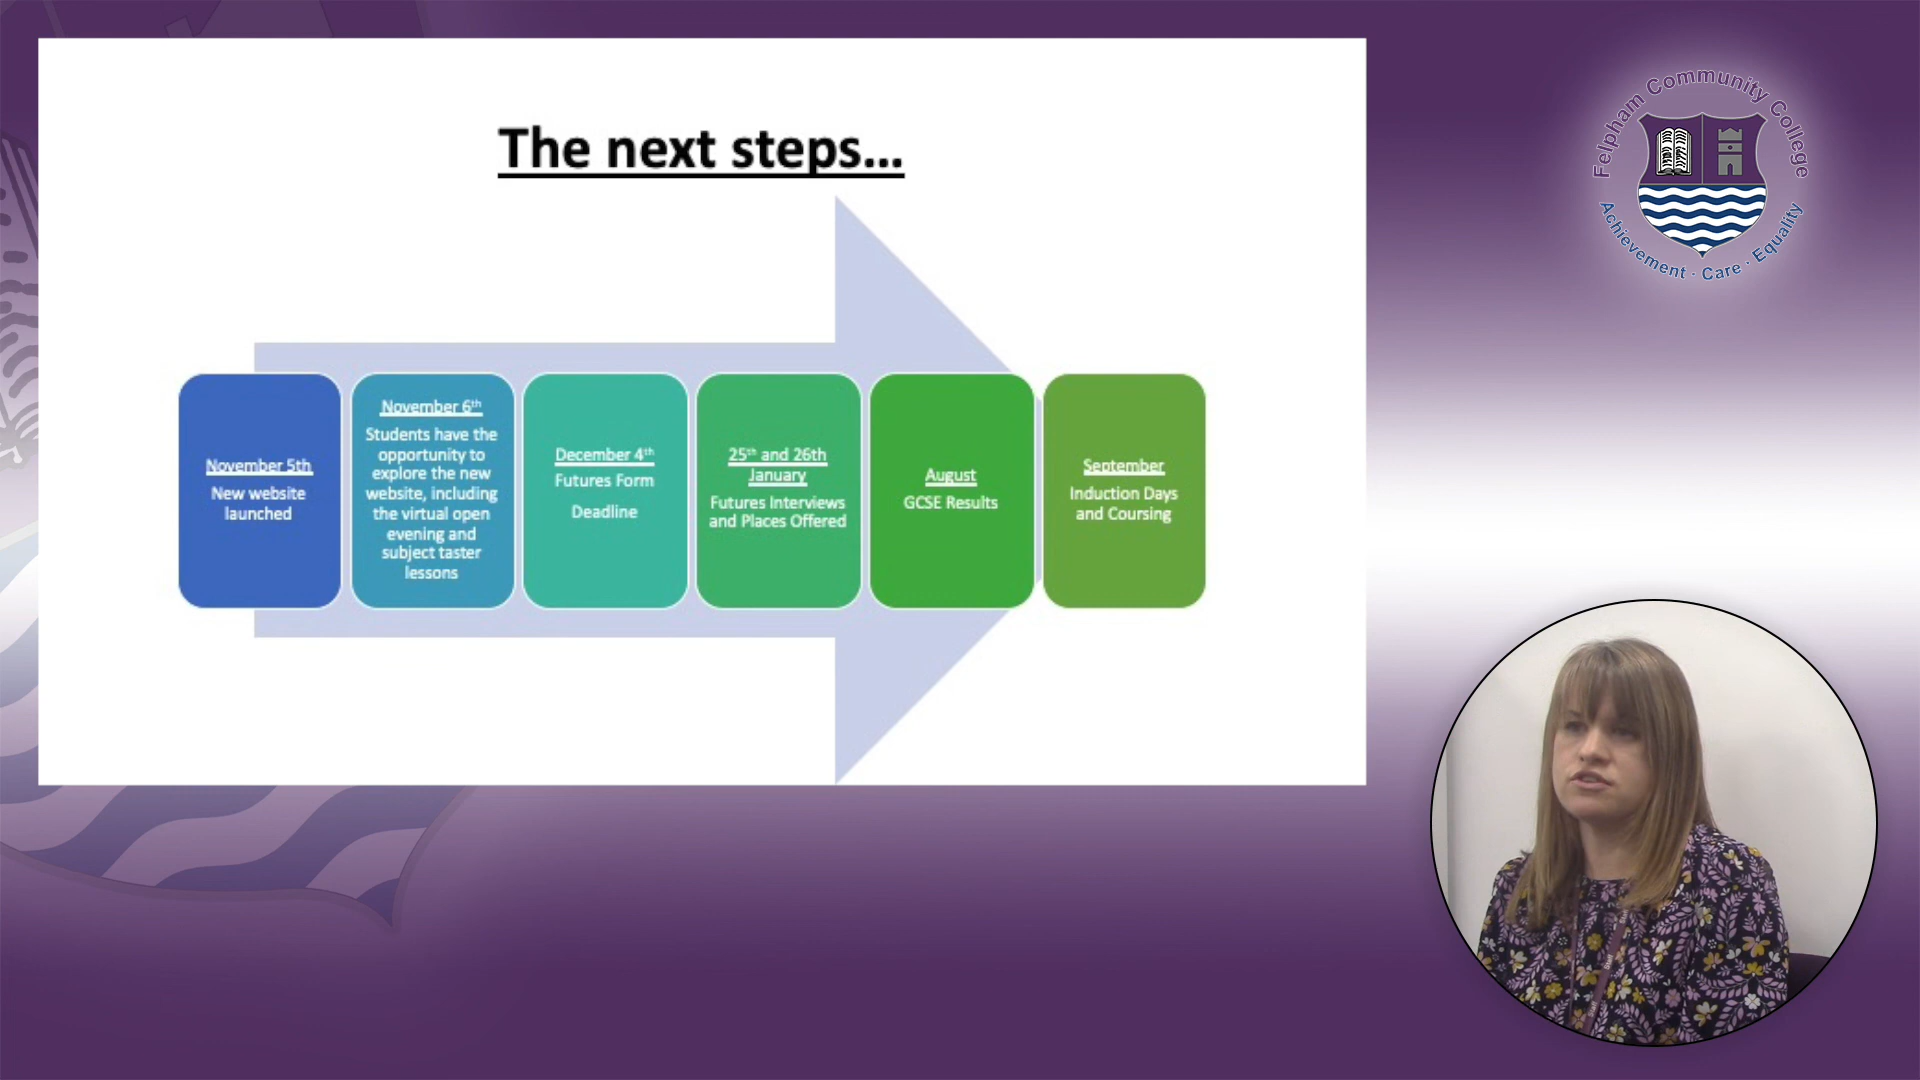 The next steps...
November 5th
New website
launched
November 6th
Students have the
opportunity to
explore the new
website, including
the virtual open
evening and
subject taster
lessons
December 4th
Futures Form
Deadline
25th and 26th
January
Futures Interviews
and Places Offered
August
GCSE Results
September
Induction Days
and Coursing
Felpham Community College
Achievement · Care · Equality